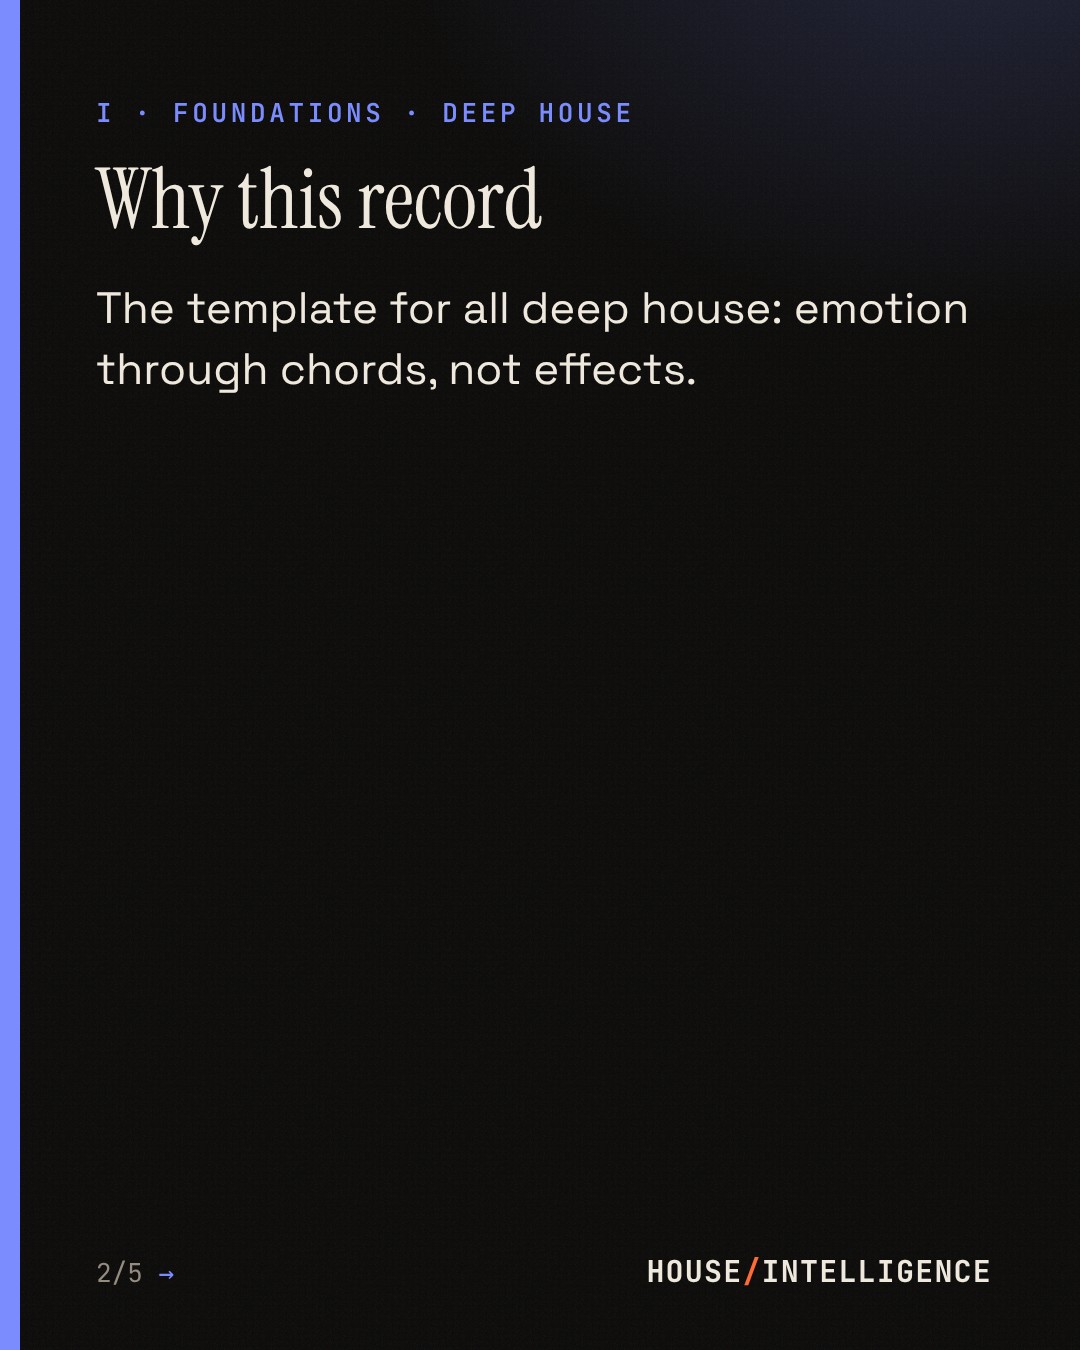 I · FOUNDATIONS · DEEP HOUSE
Why this record
The template for all deep house: emotion
through chords, not effects.
2/5 →
HOUSE/INTELLIGENCE